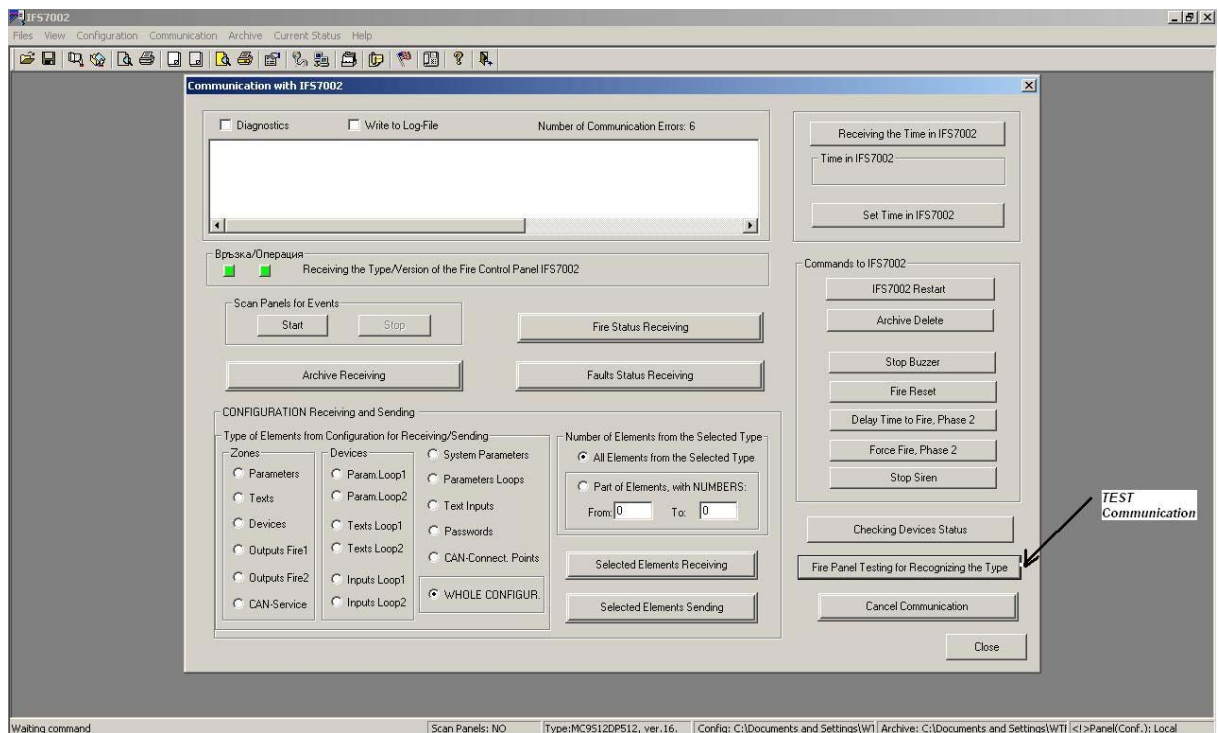 IFS7002
Files View Configuration Communication Archive Current Status Help
Communication with IFS7002
Diagnostics
Write to Log-File
Number of Communication Errors: 6
Връзка/Операция
Receiving the Type/Version of the Fire Control Panel IFS7002
Scan Panels for Events
Start
Stop
Fire Status Receiving
Archive Receiving
Faults Status Receiving
CONFIGURATION Receiving and Sending
Type of Elements from Configuration for Receiving/Sending
Zones
Parameters
Texts
Devices
Outputs Fire1
Outputs Fire2
CAN-Service
Devices
Param.Loop1
Param.Loop2
Texts Loop1
Texts Loop2
Inputs Loop1
Inputs Loop2
System Parameters
Parameters Loops
Text Inputs
Passwords
CAN-Connect. Points
WHOLE CONFIGUR.
Number of Elements from the Selected Type
All Elements from the Selected Type
Part of Elements, with NUMBERS:
From: 0 To: 0
Selected Elements Receiving
Selected Elements Sending
Receiving the Time in IFS7002
Time in IFS7002
Set Time in IFS7002
Commands to IFS7002
IFS7002 Restart
Archive Delete
Stop Buzzer
Fire Reset
Delay Time to Fire, Phase 2
Force Fire, Phase 2
Stop Siren
Checking Devices Status
Fire Panel Testing for Recognizing the Type
Cancel Communication
Close
TEST
Communication
Waiting command
Scan Panels: NO
Type:MC9S12DP512, ver.16.
Config: C:\Documents and Settings\WT
Archive: C:\Documents and Settings\WT
<!>Panel(Conf.): Local